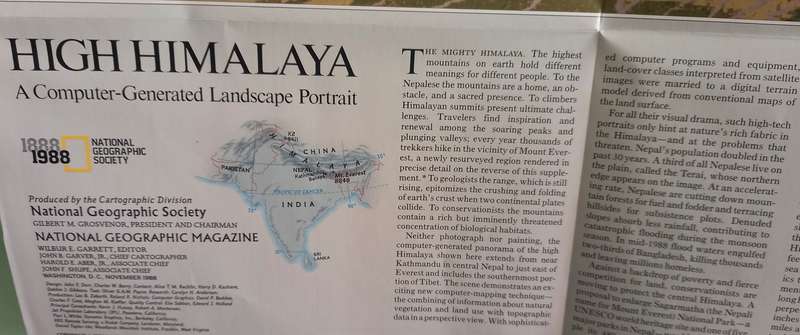 HIGH HIMALAYA
A Computer-Generated Landscape Portrait
1888
1988
NATIONAL
GEOGRAPHIC
SOCIETY
K2
8611
CHINA
HIMALAYA
PAKISTAN
NEPAL
Mt. Everest
8848
TROPIC OF CANCER
INDIA
SRI
LANKA
Produced by the Cartographic Division
National Geographic Society
GILBERT M. GROSVENOR, PRESIDENT AND CHAIRMAN
NATIONAL GEOGRAPHIC MAGAZINE
WILBUR E. GARRETT, EDITOR
JOHN B. GARVER, JR., CHIEF CARTOGRAPHER
HAROLD E. ABER, JR., ASSOCIATE CHIEF
JOHN F. SHUPE, ASSOCIATE CHIEF
WASHINGTON, D.C., NOVEMBER 1988
THE MIGHTY HIMALAYA. The highest
mountains on earth hold different
meanings for different people. To the
Nepalese the mountains are a home, an ob-
stacle, and a sacred presence. To climbers
Himalayan summits present ultimate chal-
lenges. Travelers find inspiration and
renewal among the soaring peaks and
plunging valleys; every year thousands of
trekkers hike in the vicinity of Mount Ever-
est, a newly resurveyed region rendered in
precise detail on the reverse of this supple-
ment. * To geologists the range, which is still
rising, epitomizes the crushing and folding
of earth's crust when two continental plates
collide. To conservationists the mountains
contain a rich but imminently threatened
concentration of biological habitats.
Neither photograph nor painting, the
computer-generated panorama of the high
Himalaya shown here extends from near
Kathmandu in central Nepal to just east of
Everest and includes the southernmost por-
tion of Tibet. The scene demonstrates an ex-
citing new computer-mapping technique—
the combining of information about natural
vegetation and land use with topographic
data in a perspective view. With sophisticat-
ed computer programs and equipment,
land-cover classes interpreted from satellite
images were married to a digital terrain
model derived from conventional maps of
the land surface.
For all their visual drama, such high-tech
portraits only hint at nature's rich fabric in
the Himalaya—and at the problems that
threaten. Nepal's population doubled in the
past 30 years. A third of all Nepalese live on
the plain, called the Terai, whose northern
edge appears on the image. At an accelerat-
ing rate, Nepalese are cutting down moun-
tain forests for fuel and fodder and terracing
hillsides for subsistence plots. Denuded
slopes absorb less rainfall, contributing to
catastrophic flooding during the monsoon
season. In mid-1988 flood waters engulfed
two-thirds of Bangladesh, killing thousands
and leaving millions homeless.
Against a backdrop of poverty and fierce
competition for land, conservationists are
moving to protect the central Himalaya. A
proposal to enlarge Sagarmatha (the Nepali
name for Mount Everest) National Park—a
UNESCO world heritage site and